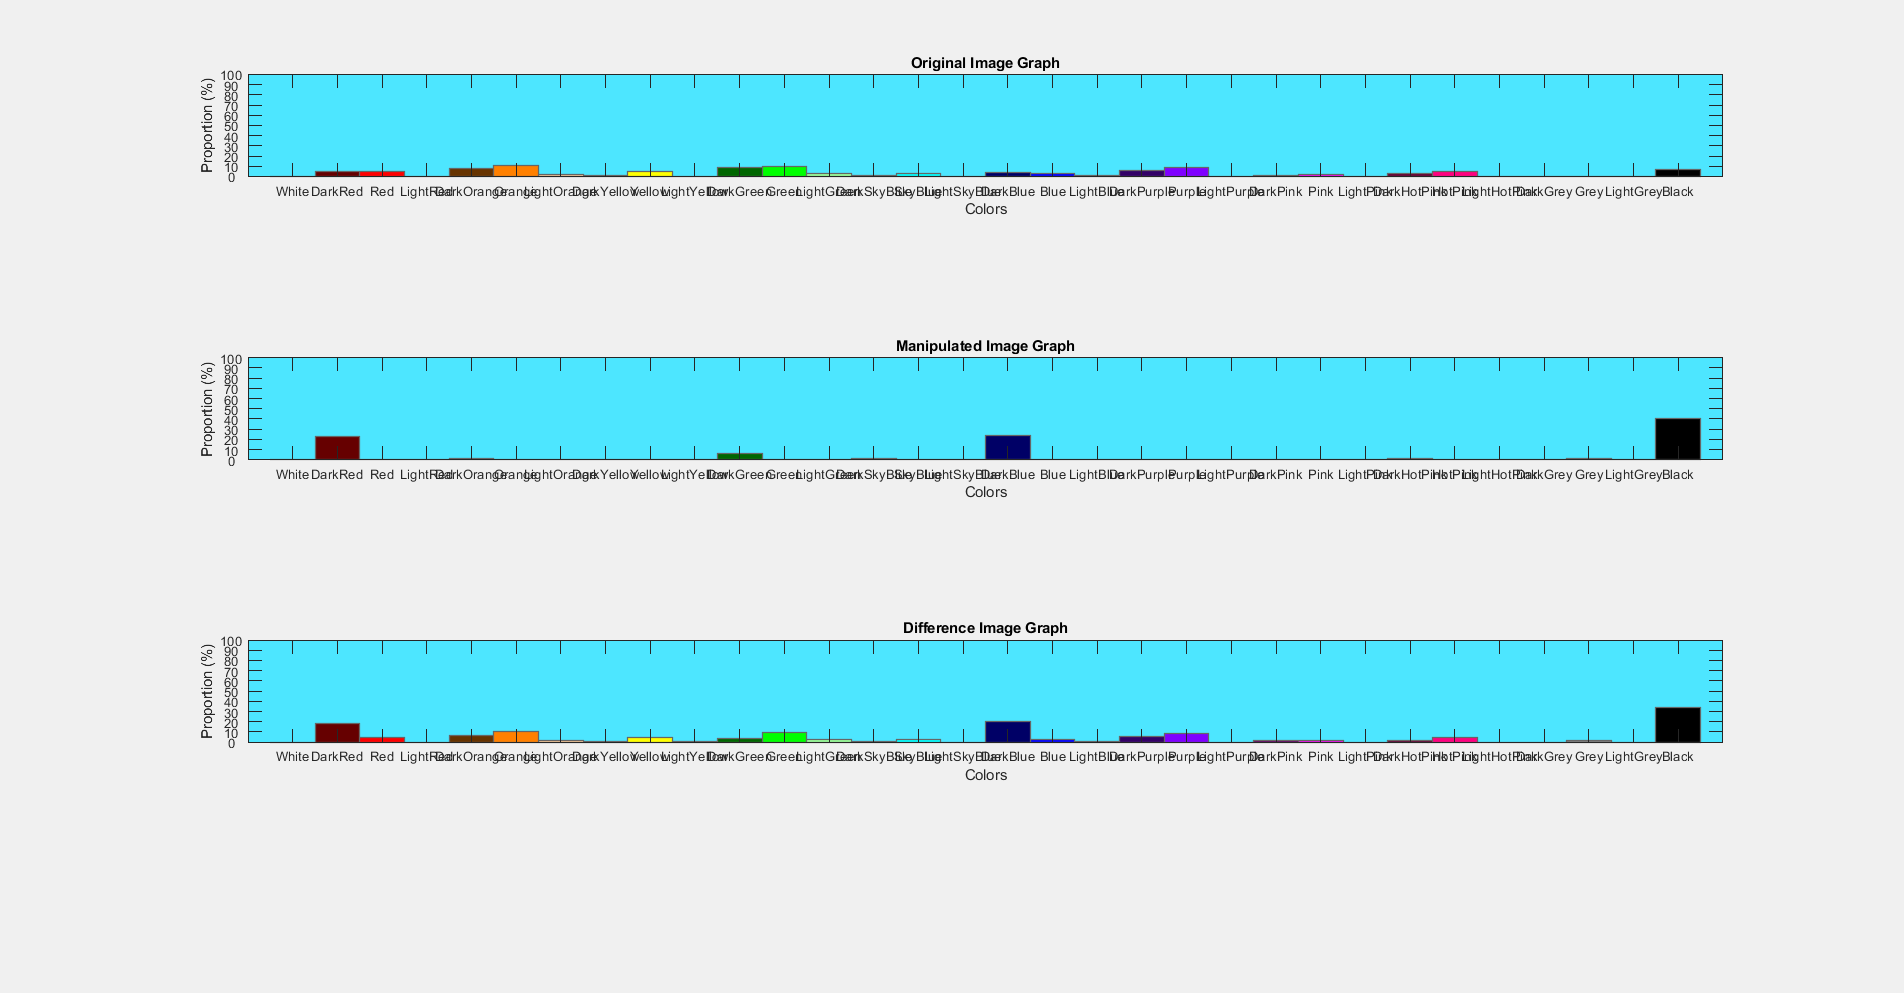 Original Image Graph
Proportion (%)
100
90
80
70
60
50
40
30
20
10
0
White DarkRed Red LightRed DarkOrange Orange LightOrange DarkYellow Yellow LightYellow DarkGreen Green LightGreen DarkSkyBlue SkyBlue LightSkyBlue DarkBlue Blue LightBlue DarkPurple Purple LightPurple DarkPink Pink LightPink DarkHotPink HotPink LightHotPink DarkGrey Grey LightGrey Black
Colors
Manipulated Image Graph
Proportion (%)
100
90
80
70
60
50
40
30
20
10
0
White DarkRed Red LightRed DarkOrange Orange LightOrange DarkYellow Yellow LightYellow DarkGreen Green LightGreen DarkSkyBlue SkyBlue LightSkyBlue DarkBlue Blue LightBlue DarkPurple Purple LightPurple DarkPink Pink LightPink DarkHotPink HotPink LightHotPink DarkGrey Grey LightGrey Black
Colors
Difference Image Graph
Proportion (%)
100
90
80
70
60
50
40
30
20
10
0
White DarkRed Red LightRed DarkOrange Orange LightOrange DarkYellow Yellow LightYellow DarkGreen Green LightGreen DarkSkyBlue SkyBlue LightSkyBlue DarkBlue Blue LightBlue DarkPurple Purple LightPurple DarkPink Pink LightPink DarkHotPink HotPink LightHotPink DarkGrey Grey LightGrey Black
Colors